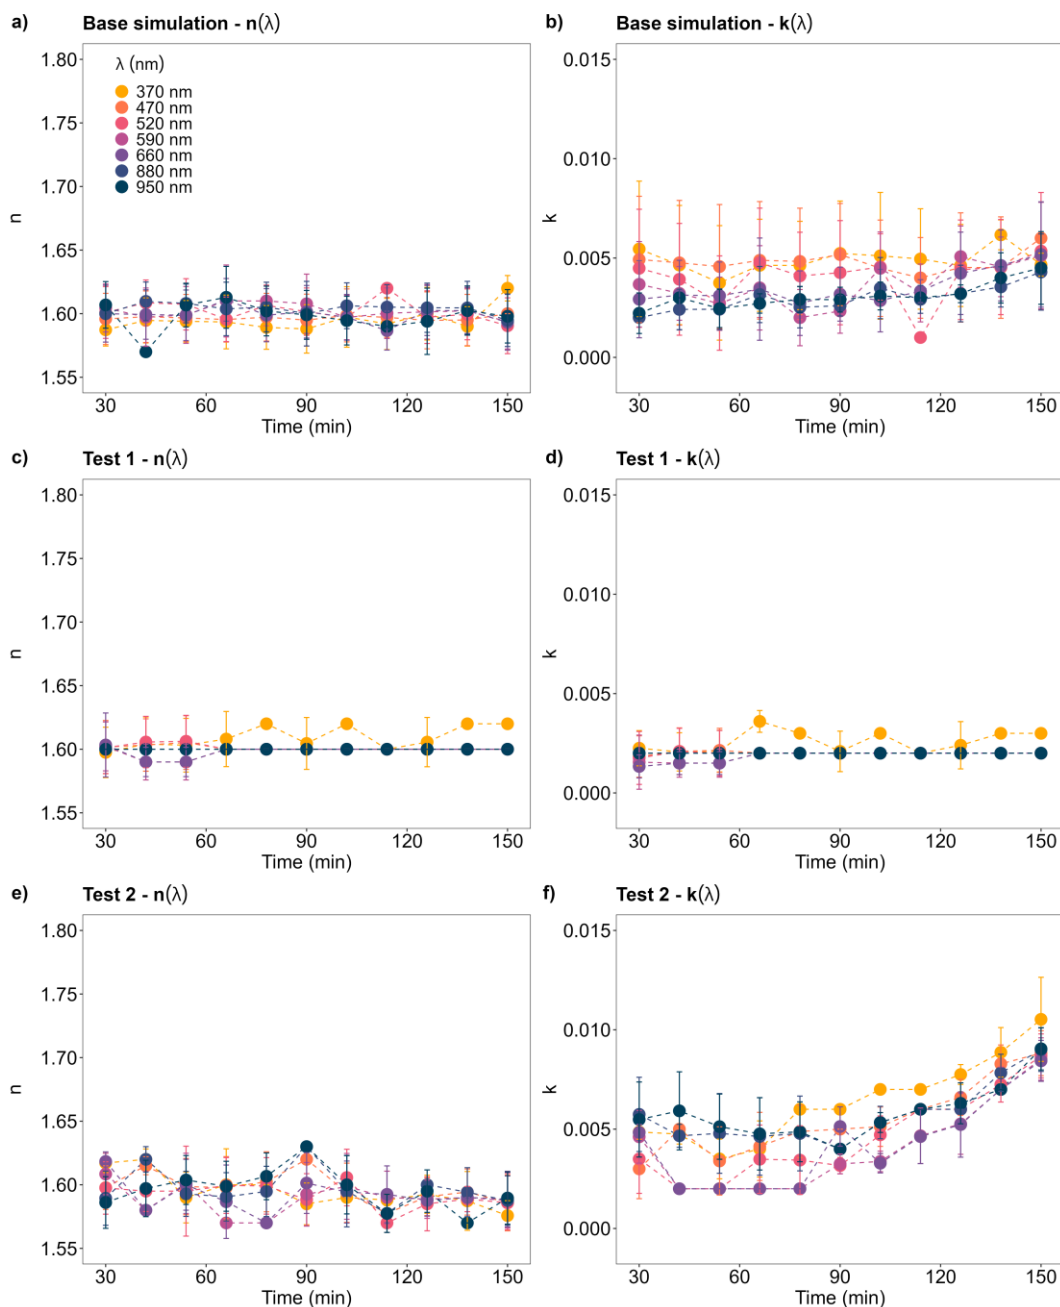 a) Base simulation - n(λ)
1.80
1.75
1.70
1.65
1.60
1.55
n
λ (nm)
370 nm
470 nm
520 nm
590 nm
660 nm
880 nm
950 nm
30 60 90 120 150
Time (min)
b) Base simulation - k(λ)
0.015
0.010
0.005
0.000
k
30 60 90 120 150
Time (min)
c) Test 1 - n(λ)
1.80
1.75
1.70
1.65
1.60
1.55
n
30 60 90 120 150
Time (min)
d) Test 1 - k(λ)
0.015
0.010
0.005
0.000
k
30 60 90 120 150
Time (min)
e) Test 2 - n(λ)
1.80
1.75
1.70
1.65
1.60
1.55
n
30 60 90 120 150
Time (min)
f) Test 2 - k(λ)
0.015
0.010
0.005
0.000
k
30 60 90 120 150
Time (min)